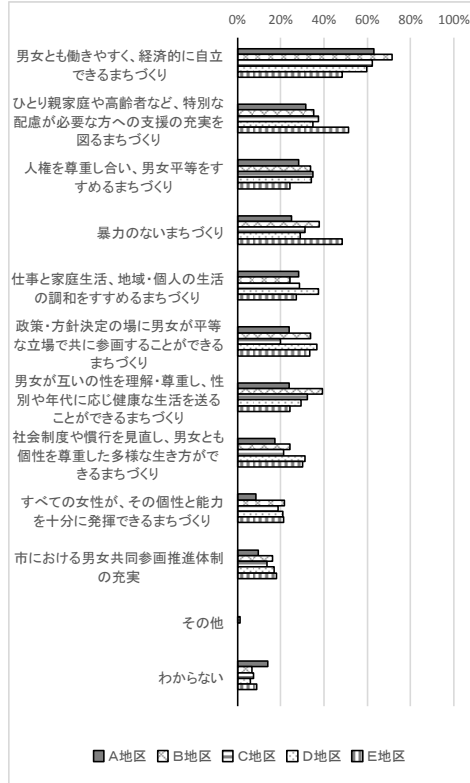 0% 20% 40% 60% 80% 100%
男女とも働きやすく、経済的に自立
できるまちづくり
ひとり親家庭や高齢者など、特別な
配慮が必要な方への支援の充実を
図るまちづくり
人権を尊重し合い、男女平等をす
すめるまちづくり
暴力のないまちづくり
仕事と家庭生活、地域・個人の生活
の調和をすすめるまちづくり
政策・方針決定の場に男女が平等
な立場で共に参画することができる
まちづくり
男女が互いの性を理解・尊重し、性
別や年代に応じ健康な生活を送る
ことができるまちづくり
社会制度や慣行を見直し、男女とも
個性を尊重した多様な生き方がで
きるまちづくり
すべての女性が、その個性と能力
を十分に発揮できるまちづくり
市における男女共同参画推進体制
の充実
その他
わからない
A地区 B地区 C地区 D地区 E地区